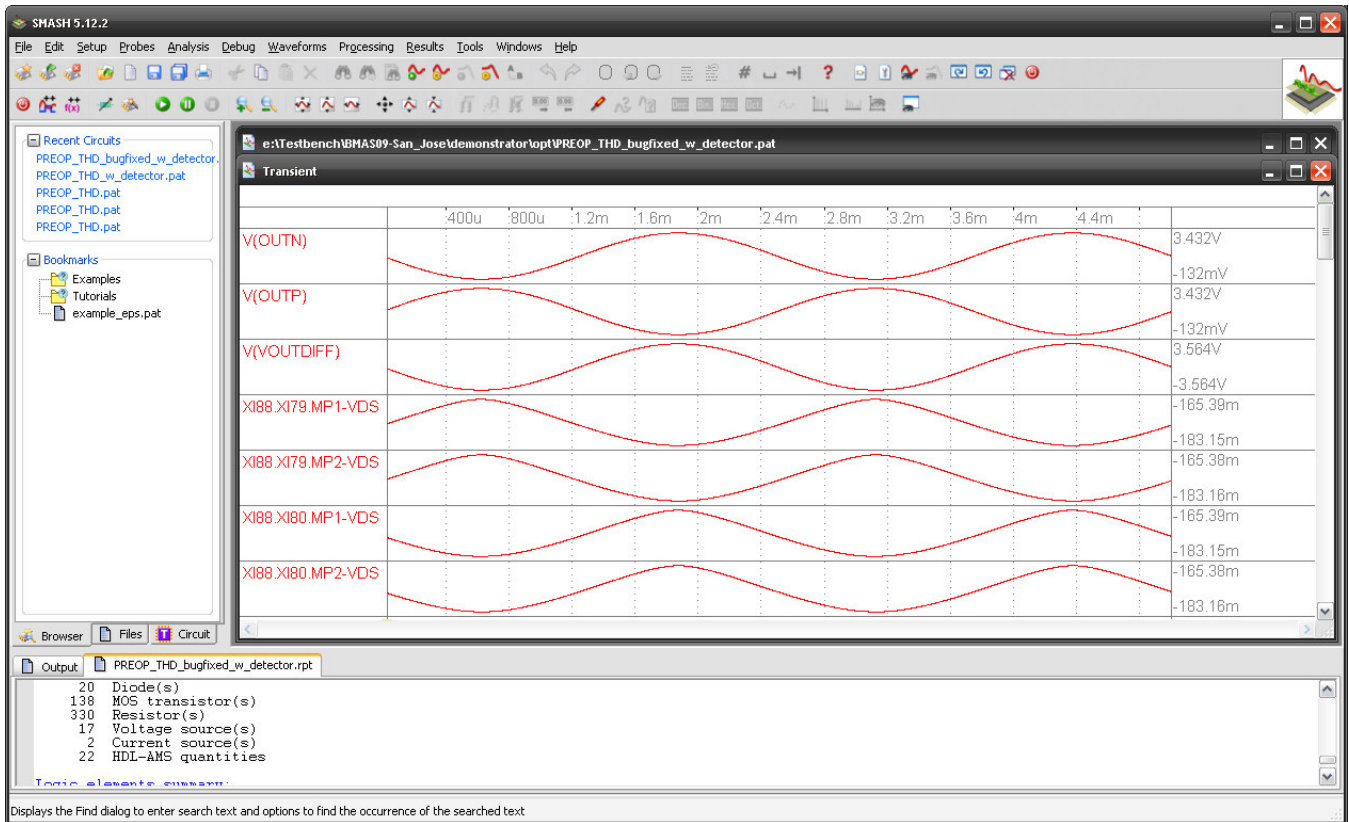 SMASH 5.12.2
File Edit Setup Probes Analysis Debug Waveforms Processing Results Tools Windows Help
Recent Circuits
PREOP_THD_bugfixed_w_detector.
PREOP_THD_w_detector.pat
PREOP_THD.pat
PREOP_THD.pat
PREOP_THD.pat
Bookmarks
Examples
Tutorials
example_eps.pat
Browser Files Circuit
e:\Testbench\BMAS09-San_Jose\demonstrator\opt\PREOP_THD_bugfixed_w_detector.pat
Transient
400u 800u 1.2m 1.6m 2m 2.4m 2.8m 3.2m 3.6m 4m 4.4m
V(OUTN) 3.432V
-132mV
V(OUTP) 3.432V
-132mV
V(VOUTDIFF) 3.564V
-3.564V
XI88.XI79.MP1-VDS -165.39m
-183.15m
XI88.XI79.MP2-VDS -165.38m
-183.16m
XI88.XI80.MP1-VDS -165.39m
-183.15m
XI88.XI80.MP2-VDS -165.38m
-183.16m
Output PREOP_THD_bugfixed_w_detector.rpt
20 Diode(s)
138 MOS transistor(s)
330 Resistor(s)
17 Voltage source(s)
2 Current source(s)
22 HDL-AMS quantities
Logic elements summary:
Displays the Find dialog to enter search text and options to find the occurrence of the searched text